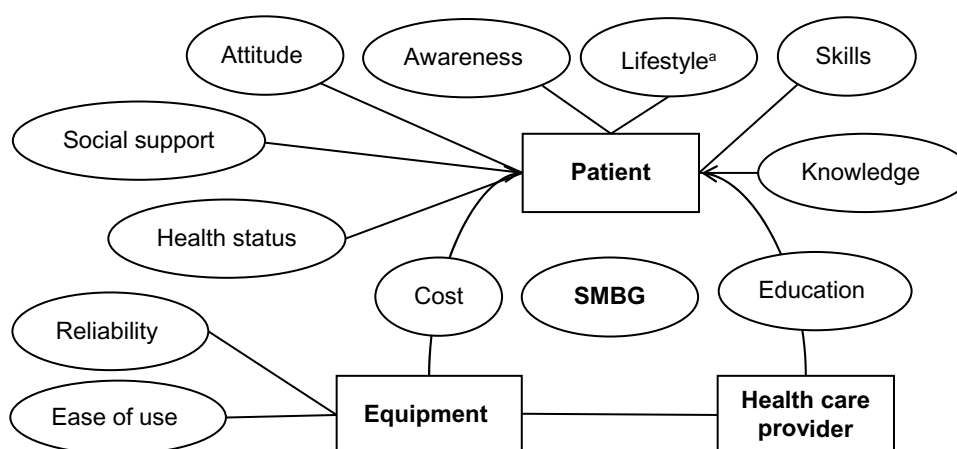 Attitude
Awareness
Lifestyleᵃ
Skills
Social support
Patient
Knowledge
Health status
Cost
SMBG
Education
Reliability
Ease of use
Equipment
Health care
provider